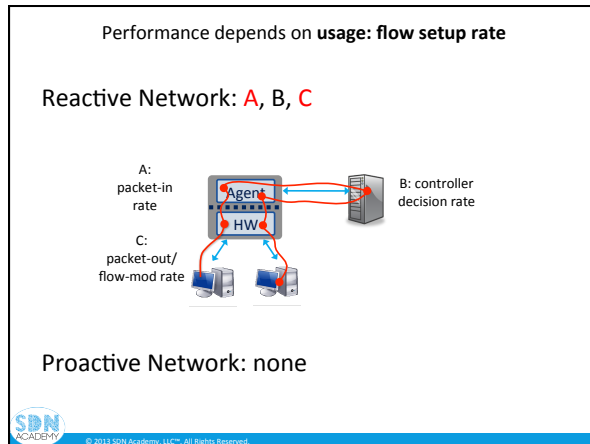 Performance depends on usage: flow setup rate
Reactive Network: A, B, C
A:
packet-in
rate
Agent
HW
B: controller
decision rate
C:
packet-out/
flow-mod rate
Proactive Network: none
SDN
ACADEMY
© 2013 SDN Academy, LLC™. All Rights Reserved.